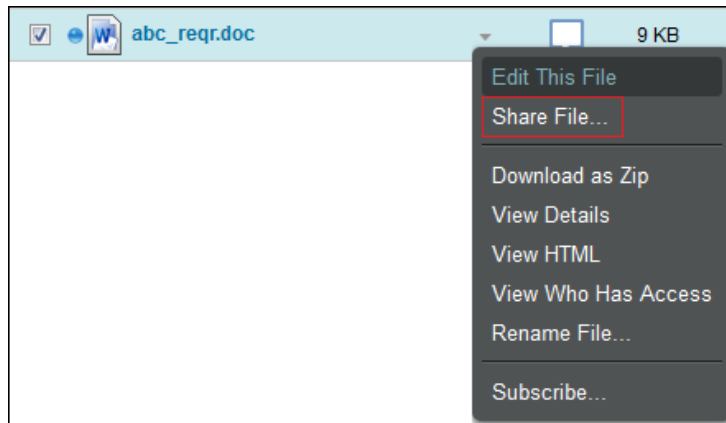 abc_reqr.doc
9 KB
Edit This File
Share File...
Download as Zip
View Details
View HTML
View Who Has Access
Rename File...
Subscribe...